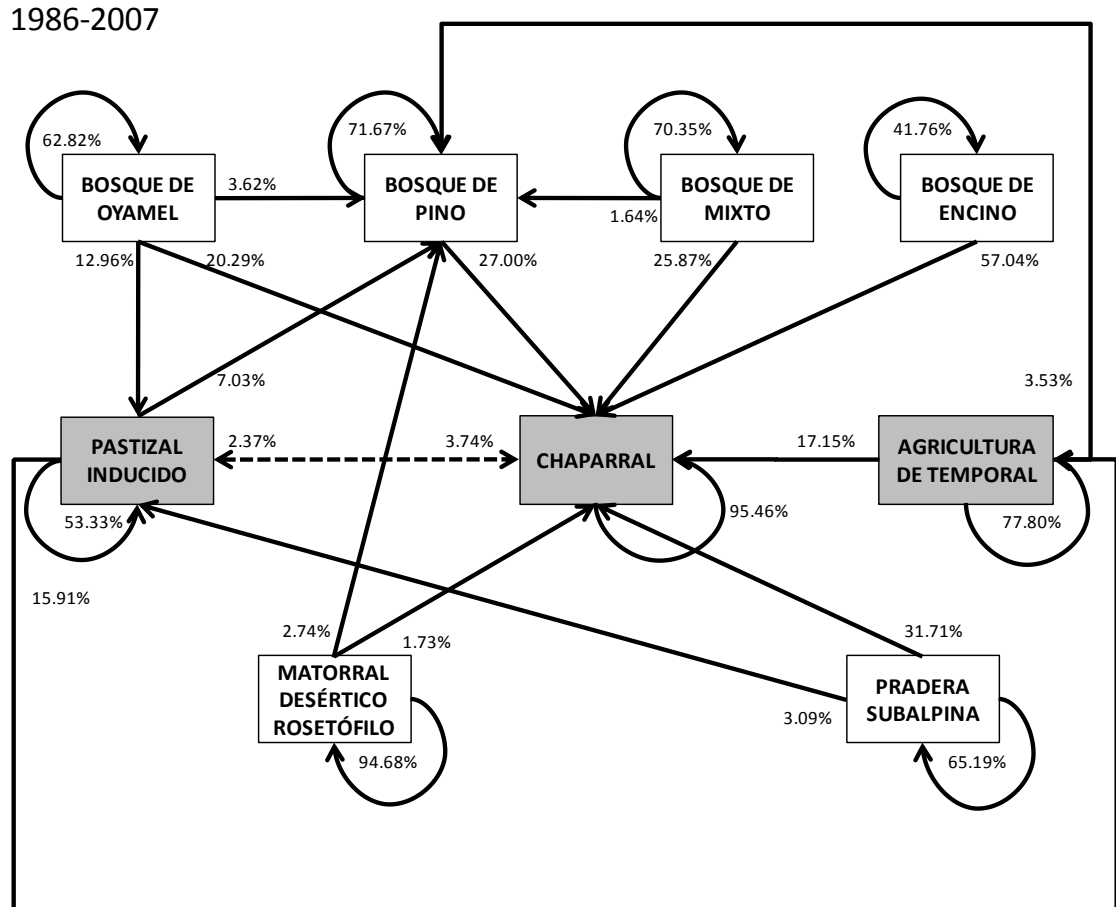 1986-2007
62.82%
71.67%
70.35%
41.76%
BOSQUE DE
OYAMEL
3.62%
BOSQUE DE
PINO
1.64%
BOSQUE DE
MIXTO
BOSQUE DE
ENCINO
12.96%
20.29%
27.00%
25.87%
57.04%
7.03%
3.53%
PASTIZAL
INDUCIDO
2.37%
3.74%
CHAPARRAL
17.15%
AGRICULTURA
DE TEMPORAL
53.33%
95.46%
77.80%
15.91%
2.74%
1.73%
31.71%
MATORRAL
DESÉRTICO
ROSETÓFILO
3.09%
PRADERA
SUBALPINA
94.68%
65.19%